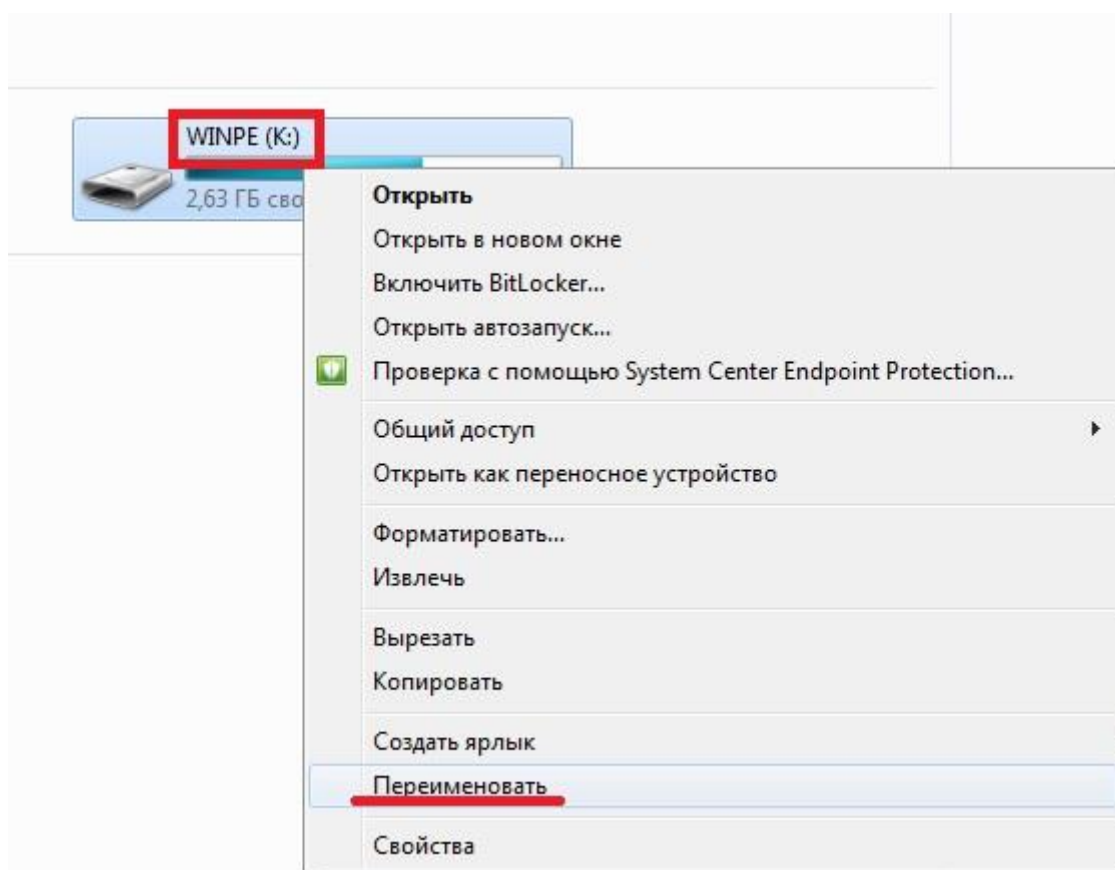 WINPE (K:)
2,63 ГБ сво
Открыть
Открыть в новом окне
Включить BitLocker...
Открыть автозапуск...
Проверка с помощью System Center Endpoint Protection...
Общий доступ
Открыть как переносное устройство
Форматировать...
Извлечь
Вырезать
Копировать
Создать ярлык
Переименовать
Свойства